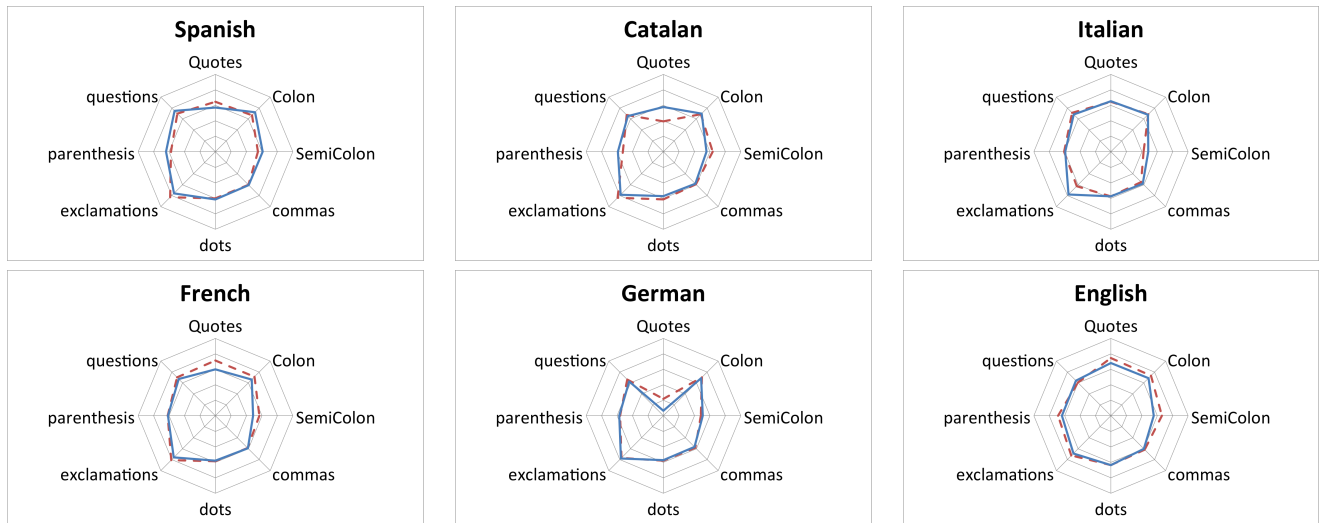 Spanish
Quotes
questions
Colon
parenthesis
SemiColon
exclamations
commas
dots
Catalan
Quotes
questions
Colon
parenthesis
SemiColon
exclamations
commas
dots
Italian
Quotes
questions
Colon
parenthesis
SemiColon
exclamations
commas
dots
French
Quotes
questions
Colon
parenthesis
SemiColon
exclamations
commas
dots
German
Quotes
questions
Colon
parenthesis
SemiColon
exclamations
commas
dots
English
Quotes
questions
Colon
parenthesis
SemiColon
exclamations
commas
dots